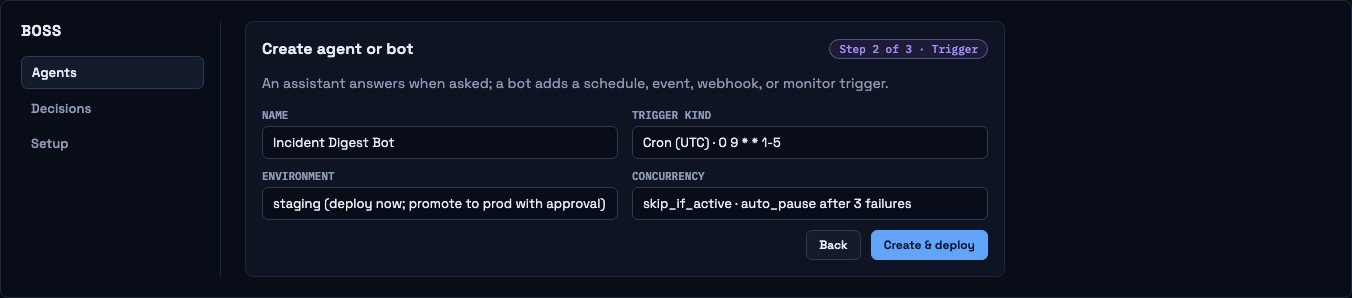 BOSS
Agents
Decisions
Setup
Create agent or bot
Step 2 of 3 · Trigger
An assistant answers when asked; a bot adds a schedule, event, webhook, or monitor trigger.
NAME
Incident Digest Bot
TRIGGER KIND
Cron (UTC) · 0 9 * * 1-5
ENVIRONMENT
staging (deploy now; promote to prod with approval)
CONCURRENCY
skip_if_active · auto_pause after 3 failures
Back
Create & deploy